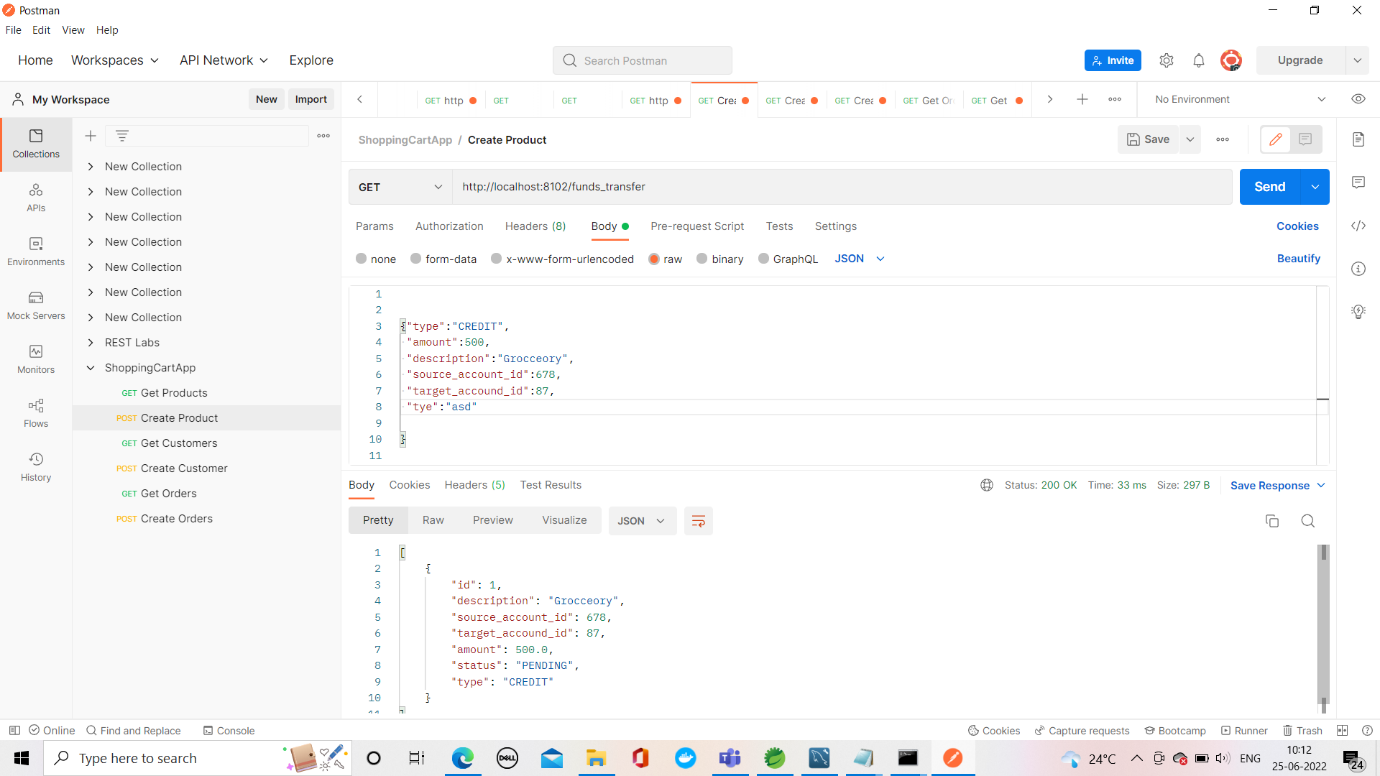 Postman
File Edit View Help
Home Workspaces API Network Explore
Search Postman
Invite
Upgrade
My Workspace
New Import
GET http
GET
GET
GET http
GET Crea
GET Crea
GET Crea
GET Get Or
GET Get
No Environment
Collections
APIs
Environments
Mock Servers
Monitors
Flows
History
New Collection
New Collection
New Collection
New Collection
New Collection
New Collection
New Collection
REST Labs
ShoppingCartApp
GET Get Products
POST Create Product
GET Get Customers
POST Create Customer
GET Get Orders
POST Create Orders
ShoppingCartApp / Create Product
Save
GET
http://localhost:8102/funds_transfer
Send
Params Authorization Headers (8) Body Pre-request Script Tests Settings
Cookies
none form-data x-www-form-urlencoded raw binary GraphQL JSON
Beautify
1
2
3 {"type":"CREDIT",
4 "amount":500,
5 "description":"Grocceory",
6 "source_account_id":678,
7 "target_accound_id":87,
8 "tye":"asd"
9
10 }
11
Body Cookies Headers (5) Test Results
Status: 200 OK Time: 33 ms Size: 297 B
Save Response
Pretty Raw Preview Visualize JSON
1 [
2 {
3 "id": 1,
4 "description": "Grocceory",
5 "source_account_id": 678,
6 "target_accound_id": 87,
7 "amount": 500.0,
8 "status": "PENDING",
9 "type": "CREDIT"
10 }
11 ]
Online Find and Replace Console
Cookies Capture requests Bootcamp Runner Trash
Type here to search
DELL
24°C
ENG
10:12
25-06-2022
24